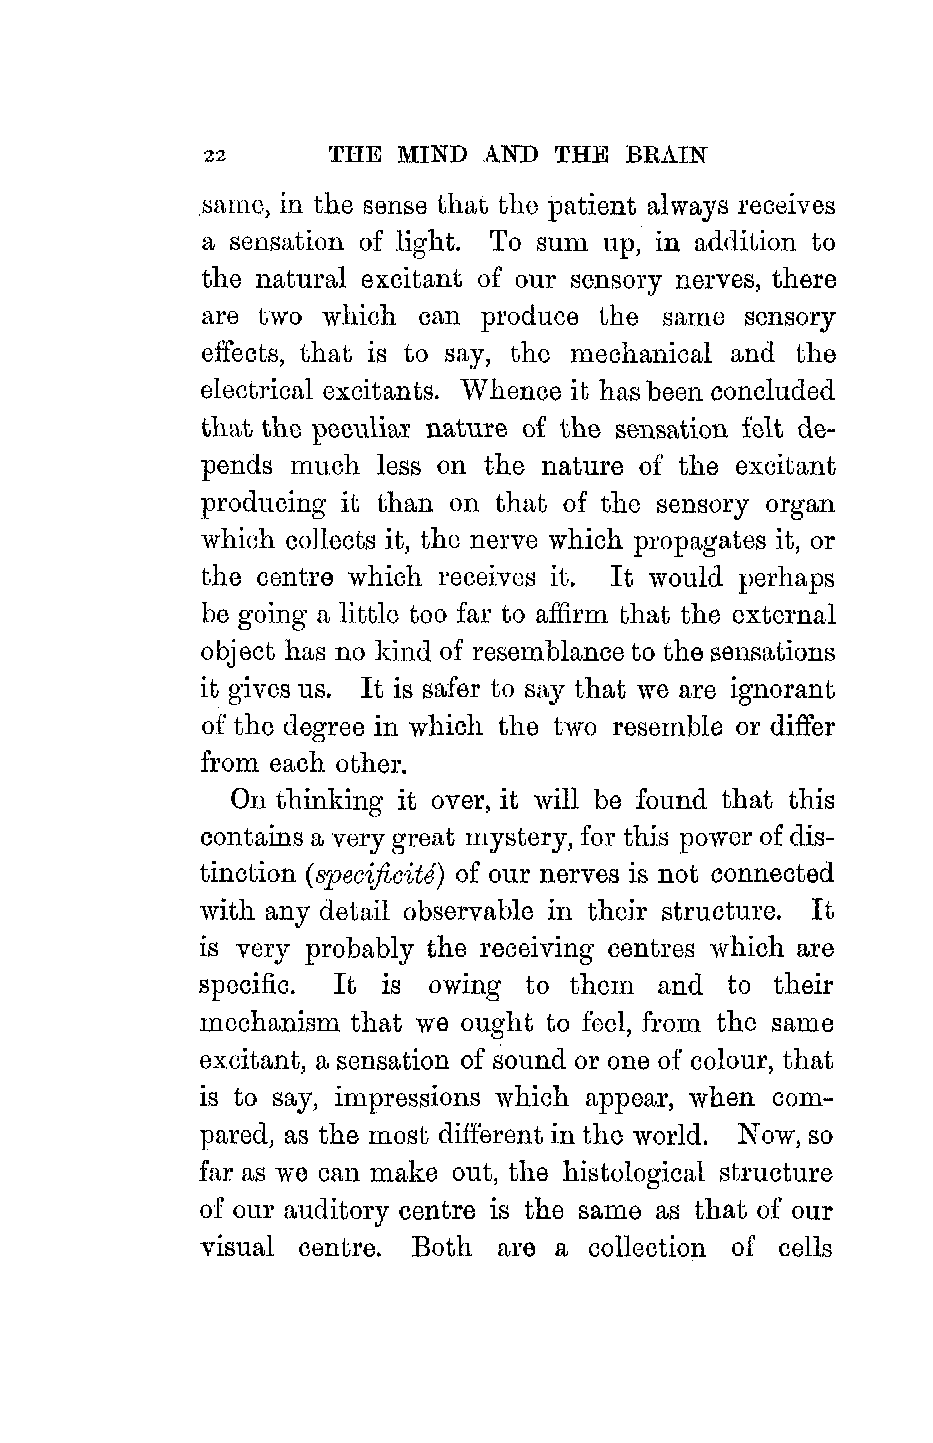 22 THE MIND AND THE BRAIN
same, in the sense that the patient always receives
a sensation of light. To sum up, in addition to
the natural excitant of our sensory nerves, there
are two which can produce the same sensory
effects, that is to say, the mechanical and the
electrical excitants. Whence it has been concluded
that the peculiar nature of the sensation felt de-
pends much less on the nature of the excitant
producing it than on that of the sensory organ
which collects it, the nerve which propagates it, or
the centre which receives it. It would perhaps
be going a little too far to affirm that the external
object has no kind of resemblance to the sensations
it gives us. It is safer to say that we are ignorant
of the degree in which the two resemble or differ
from each other.
On thinking it over, it will be found that this
contains a very great mystery, for this power of dis-
tinction (specificité) of our nerves is not connected
with any detail observable in their structure. It
is very probably the receiving centres which are
specific. It is owing to them and to their
mechanism that we ought to feel, from the same
excitant, a sensation of sound or one of colour, that
is to say, impressions which appear, when com-
pared, as the most different in the world. Now, so
far as we can make out, the histological structure
of our auditory centre is the same as that of our
visual centre. Both are a collection of cells